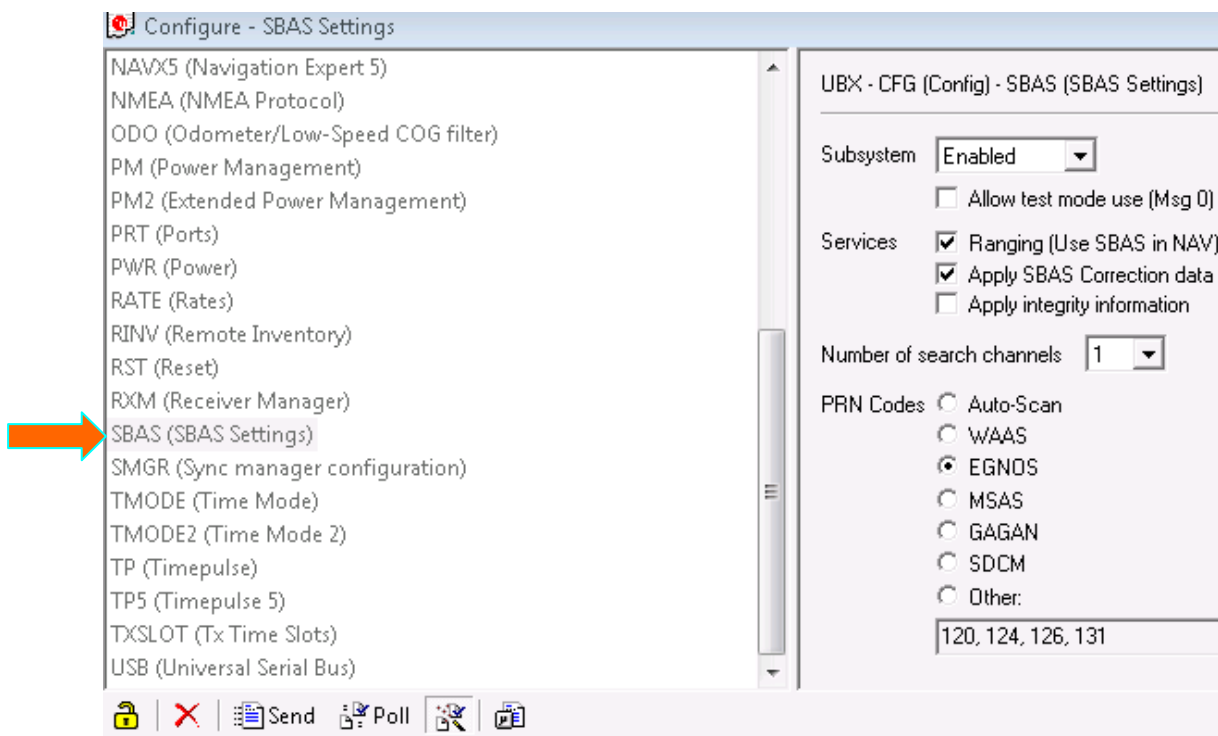 Configure - SBAS Settings
NAVX5 (Navigation Expert 5)
NMEA (NMEA Protocol)
ODO (Odometer/Low-Speed COG filter)
PM (Power Management)
PM2 (Extended Power Management)
PRT (Ports)
PWR (Power)
RATE (Rates)
RINV (Remote Inventory)
RST (Reset)
RXM (Receiver Manager)
SBAS (SBAS Settings)
SMGR (Sync manager configuration)
TMODE (Time Mode)
TMODE2 (Time Mode 2)
TP (Timepulse)
TP5 (Timepulse 5)
TXSLOT (Tx Time Slots)
USB (Universal Serial Bus)
UBX - CFG (Config) - SBAS (SBAS Settings)
Subsystem Enabled
Allow test mode use (Msg 0)
Services Ranging (Use SBAS in NAV)
Apply SBAS Correction data
Apply integrity information
Number of search channels 1
PRN Codes Auto-Scan
WAAS
EGNOS
MSAS
GAGAN
SDCM
Other:
120, 124, 126, 131
Send Poll